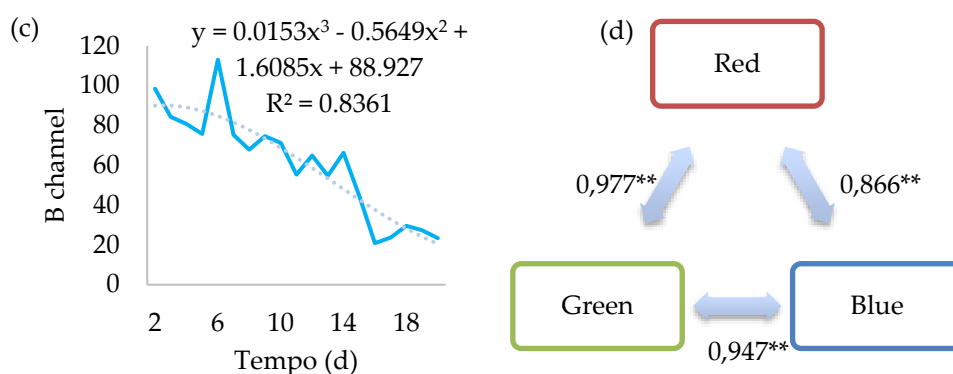 (c)
y = 0.0153x³ - 0.5649x² +
1.6085x + 88.927
R² = 0.8361
B channel
120
100
80
60
40
20
0
2 6 10 14 18
Tempo (d)
(d)
Red
0,977**
0,866**
Green
Blue
0,947**